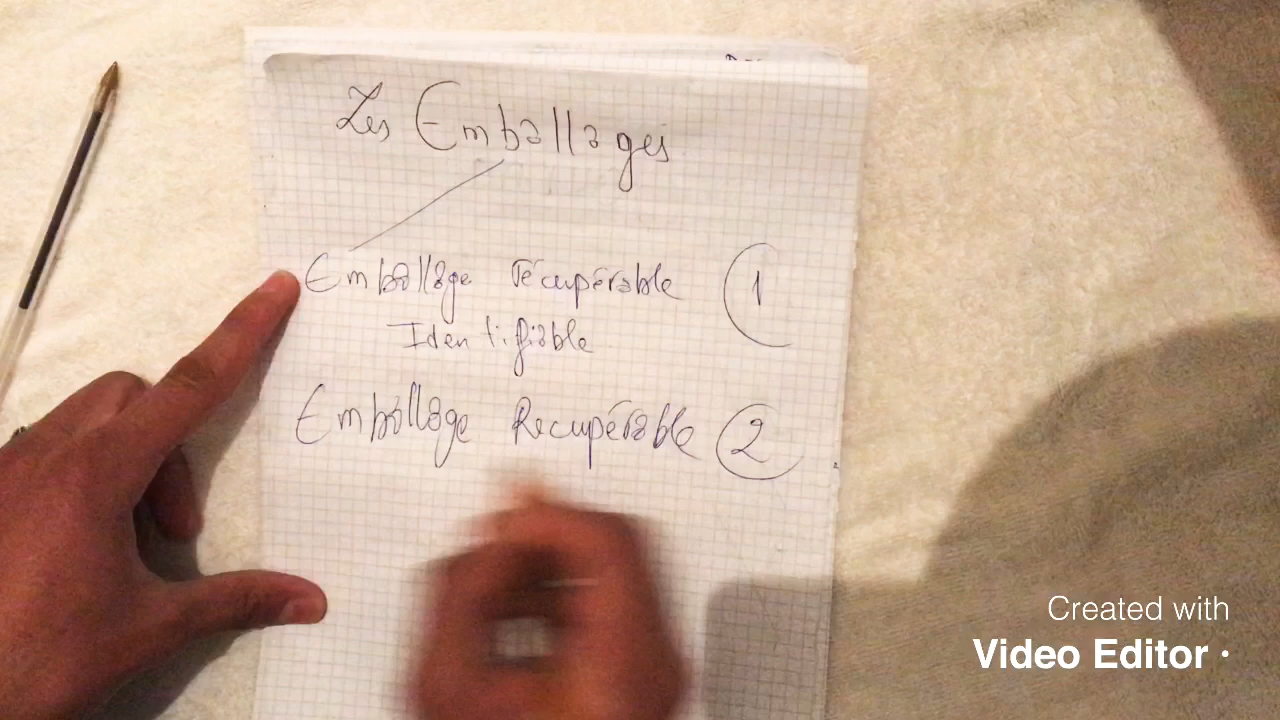 Les Emballages
Emballage récupérable 1
Identifiable
Emballage Recupérable 2
Created with
Video Editor